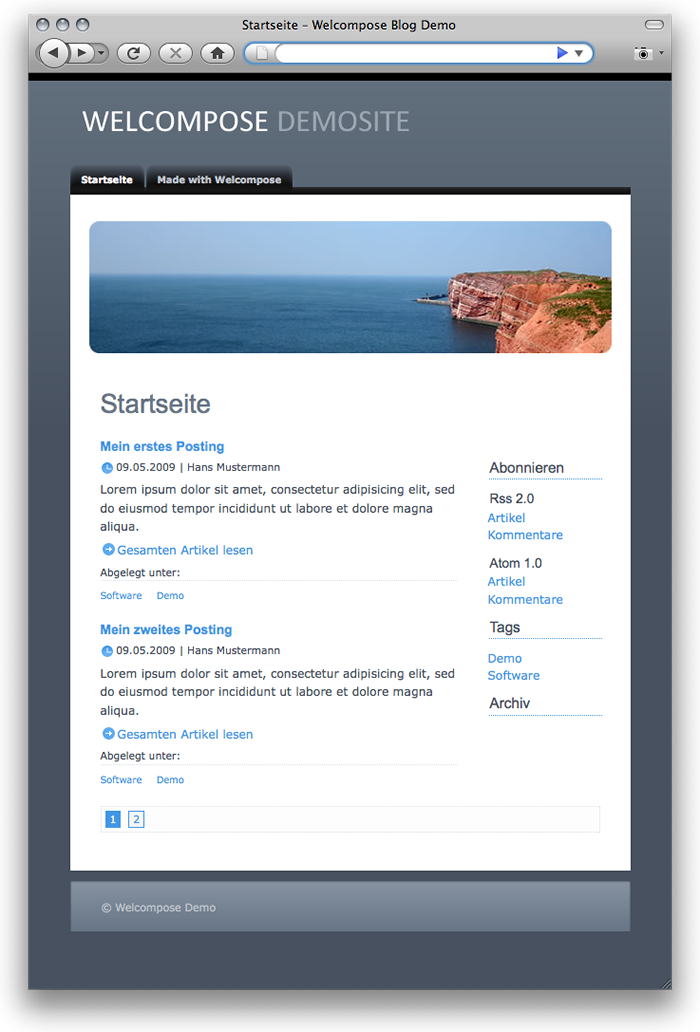 Startseite – Welcompose Blog Demo
WELCOMPOSE DEMOSITE
Startseite
Made with Welcompose
Startseite
Mein erstes Posting
09.05.2009 | Hans Mustermann
Lorem ipsum dolor sit amet, consectetur adipisicing elit, sed
do eiusmod tempor incididunt ut labore et dolore magna
aliqua.
Gesamten Artikel lesen
Abgelegt unter:
Software Demo
Mein zweites Posting
09.05.2009 | Hans Mustermann
Lorem ipsum dolor sit amet, consectetur adipisicing elit, sed
do eiusmod tempor incididunt ut labore et dolore magna
aliqua.
Gesamten Artikel lesen
Abgelegt unter:
Software Demo
1 2
Abonnieren
Rss 2.0
Artikel
Kommentare
Atom 1.0
Artikel
Kommentare
Tags
Demo
Software
Archiv
© Welcompose Demo